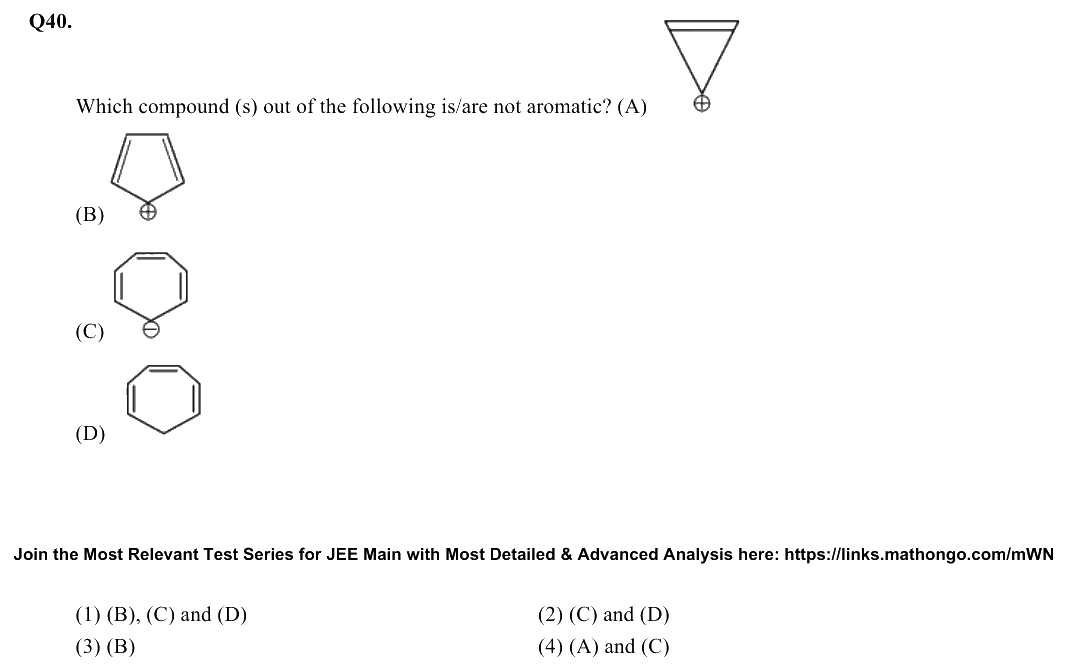 Q40.
Which compound (s) out of the following is/are not aromatic? (A)
(B)
(C)
(D)
Join the Most Relevant Test Series for JEE Main with Most Detailed & Advanced Analysis here: https://links.mathongo.com/mWN
(1) (B), (C) and (D) (2) (C) and (D)
(3) (B) (4) (A) and (C)